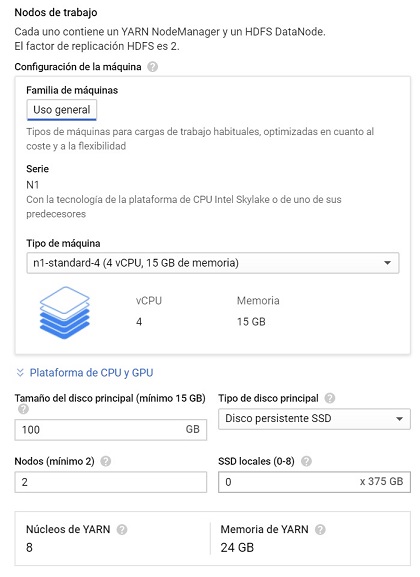 Nodos de trabajo
Cada uno contiene un YARN NodeManager y un HDFS DataNode.
El factor de replicación HDFS es 2.
Configuración de la máquina
Familia de máquinas
Uso general
Tipos de máquinas para cargas de trabajo habituales, optimizadas en cuanto al
coste y a la flexibilidad
Serie
N1
Con la tecnología de la plataforma de CPU Intel Skylake o de uno de sus
predecesores
Tipo de máquina
n1-standard-4 (4 vCPU, 15 GB de memoria)
vCPU Memoria
4 15 GB
Plataforma de CPU y GPU
Tamaño del disco principal (mínimo 15 GB) Tipo de disco principal
100 GB Disco persistente SSD
Nodos (mínimo 2) SSD locales (0-8)
2 0 x 375 GB
Núcleos de YARN Memoria de YARN
8 24 GB